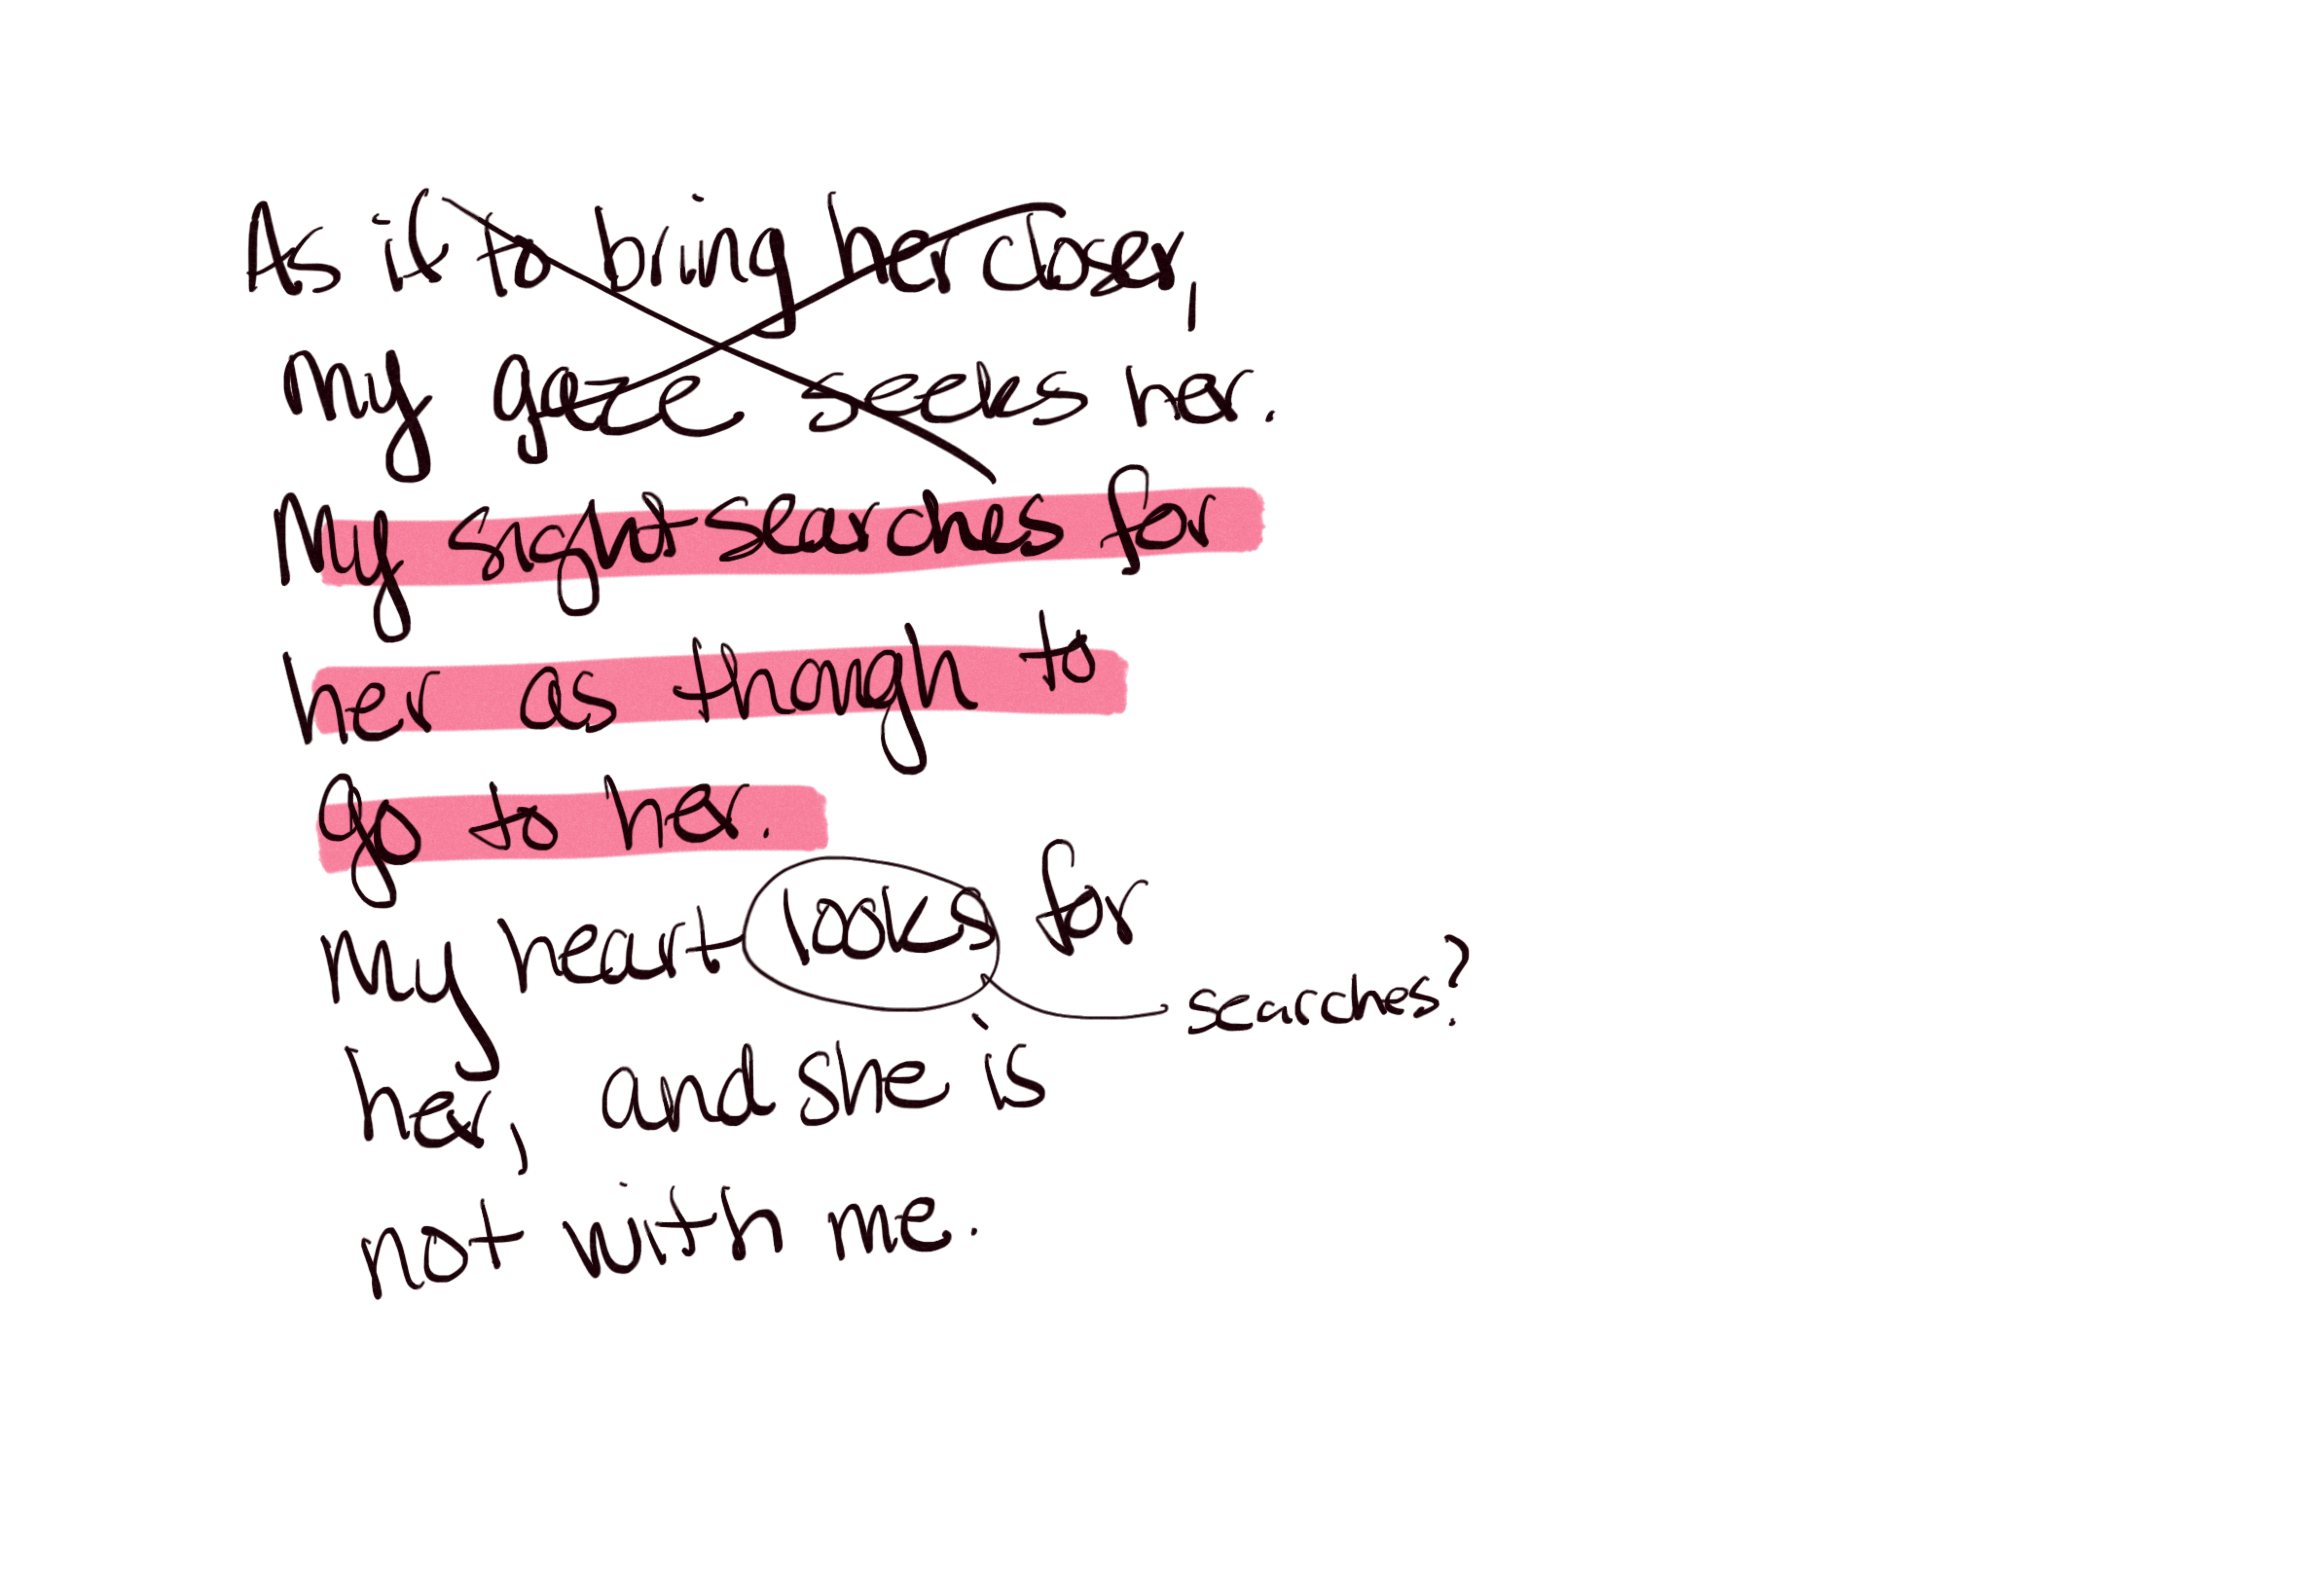 As if to bring her closer,
my gaze seeks her.
My sight searches for
her as though to
go to her.
My heart looks for
searches?
her, and she is
not with me.